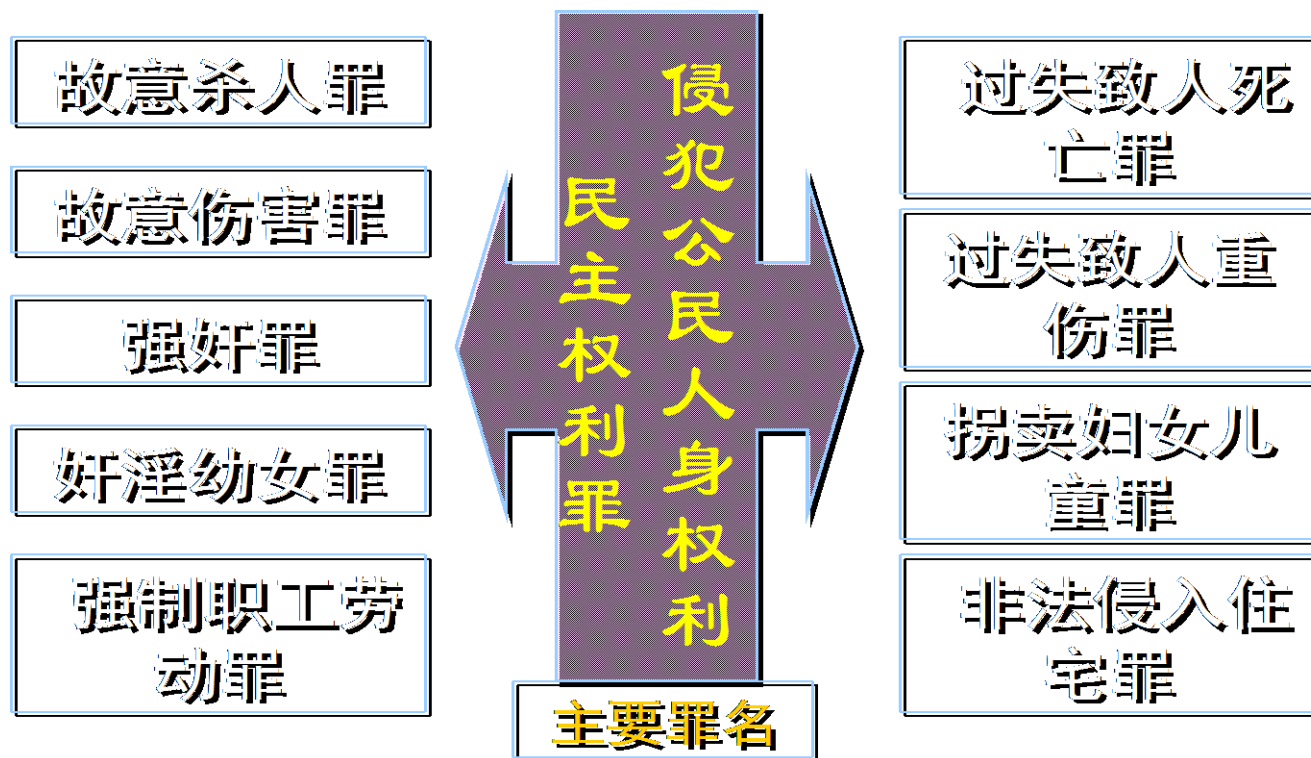 故意杀人罪
故意伤害罪
强奸罪
奸淫幼女罪
强制职工劳
动罪
侵犯公民人身权利
民主权利罪
主要罪名
过失致人死
亡罪
过失致人重
伤罪
拐卖妇女儿
童罪
非法侵入住
宅罪